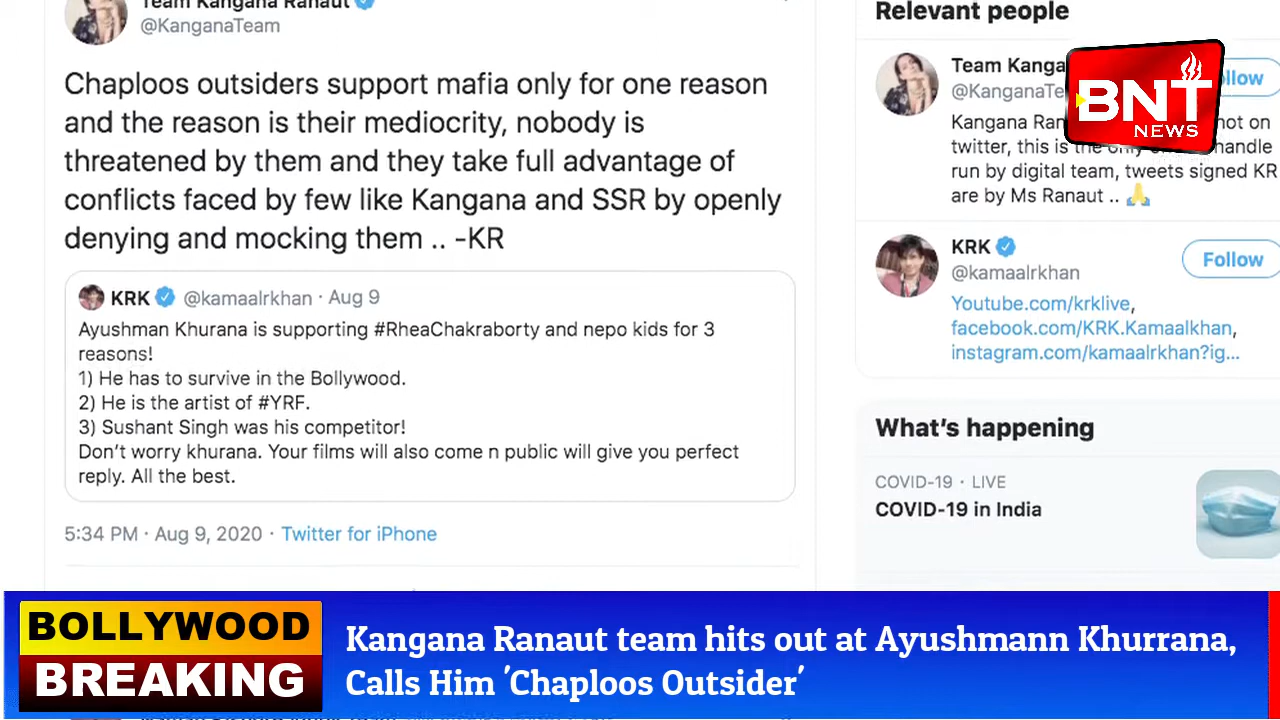 Team Kangana Ranaut
@KanganaTeam
Chaploos outsiders support mafia only for one reason
and the reason is their mediocrity, nobody is
threatened by them and they take full advantage of
conflicts faced by few like Kangana and SSR by openly
denying and mocking them .. -KR
KRK @kamaalrkhan · Aug 9
Ayushman Khurana is supporting #RheaChakraborty and nepo kids for 3
reasons!
1) He has to survive in the Bollywood.
2) He is the artist of #YRF.
3) Sushant Singh was his competitor!
Don't worry khurana. Your films will also come n public will give you perfect
reply. All the best.
5:34 PM · Aug 9, 2020 · Twitter for iPhone
Relevant people
Team Kanga
@KanganaTe
Kangana Ran not on
twitter, this is the only handle
run by digital team, tweets signed KR
are by Ms Ranaut ..
BNT
NEWS
KRK
@kamaalrkhan
Follow
Youtube.com/krklive,
facebook.com/KRK.Kamaalkhan,
instagram.com/kamaalrkhan?ig...
What's happening
COVID-19 · LIVE
COVID-19 in India
BOLLYWOOD
BREAKING
Kangana Ranaut team hits out at Ayushmann Khurrana,
Calls Him 'Chaploos Outsider'